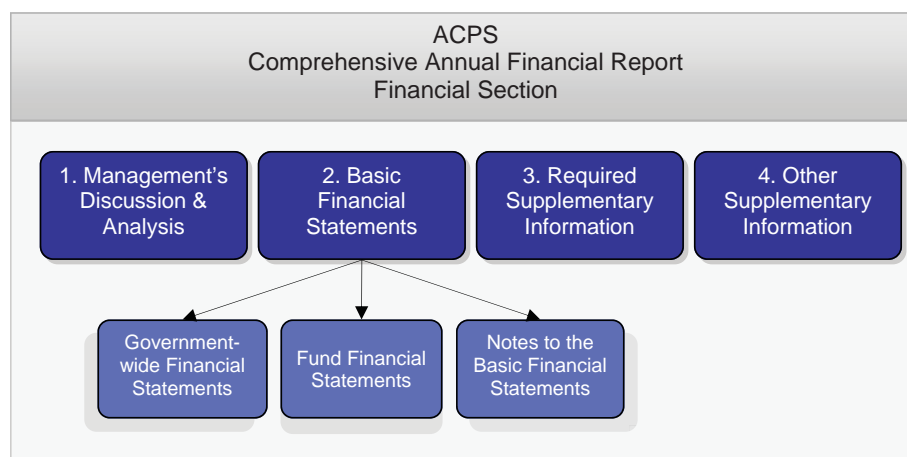 ACPS
Comprehensive Annual Financial Report
Financial Section
1. Management's
Discussion &
Analysis
2. Basic
Financial
Statements
3. Required
Supplementary
Information
4. Other
Supplementary
Information
Government-
wide Financial
Statements
Fund Financial
Statements
Notes to the
Basic Financial
Statements